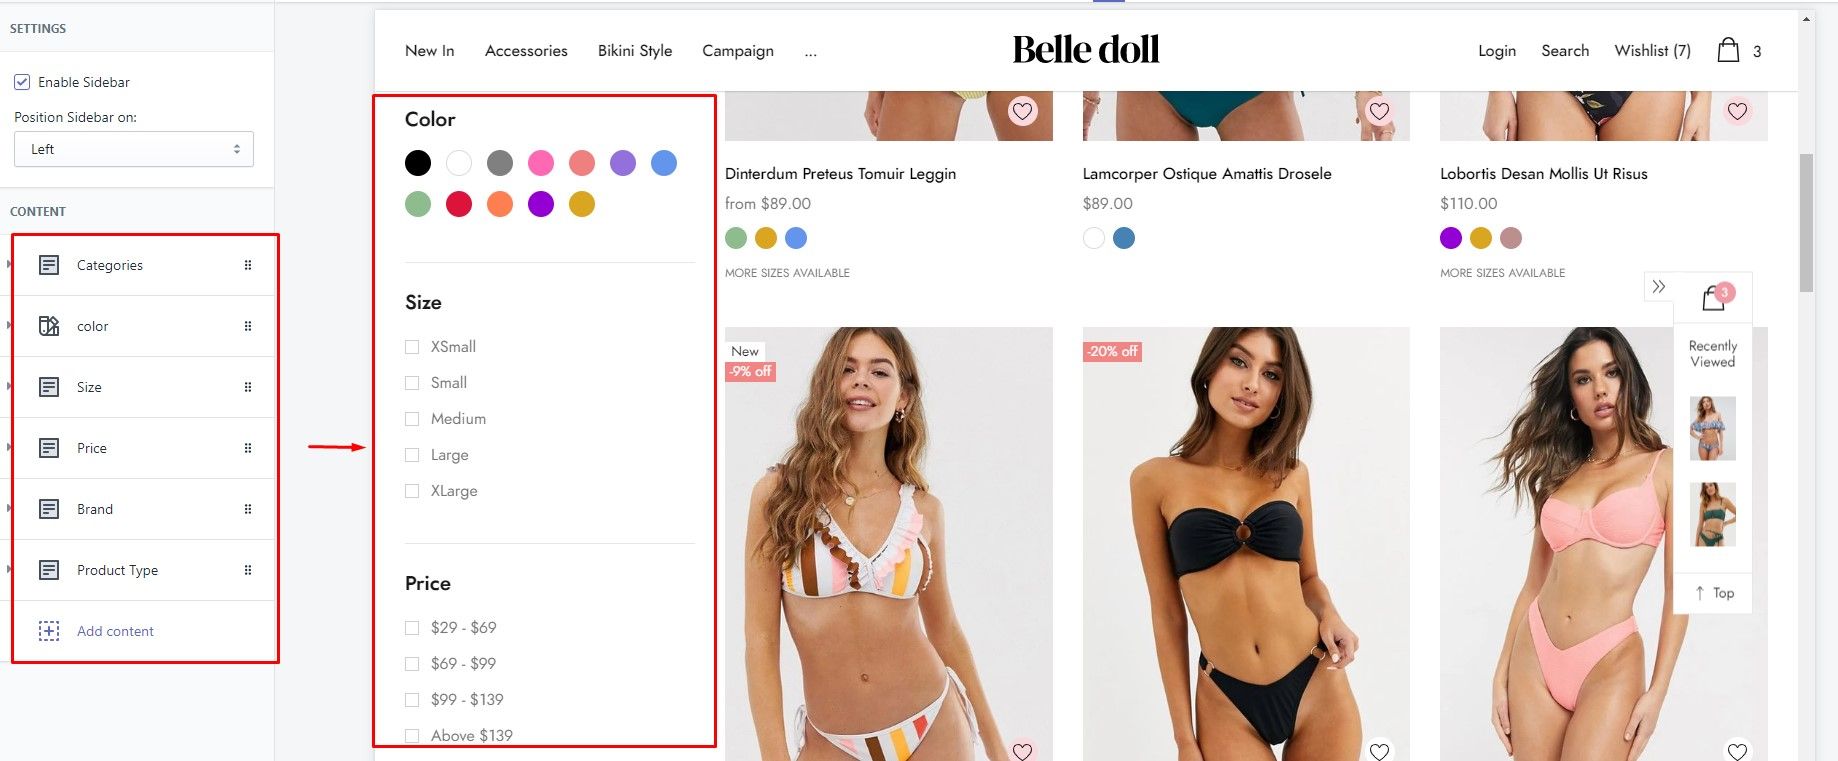 SETTINGS
Enable Sidebar
Position Sidebar on:
Left
CONTENT
Categories
color
Size
Price
Brand
Product Type
Add content
New In Accessories Bikini Style Campaign ...
Belle doll
Login Search Wishlist (7) 3
Color
Size
XSmall
Small
Medium
Large
XLarge
Price
$29 - $69
$69 - $99
$99 - $139
Above $139
Dinterdum Preteus Tomuir Leggin
from $89.00
MORE SIZES AVAILABLE
Lamcorper Ostique Amattis Drosele
$89.00
Lobortis Desan Mollis Ut Risus
$110.00
MORE SIZES AVAILABLE
New
-9% off
-20% off
3
Recently
Viewed
↑ Top